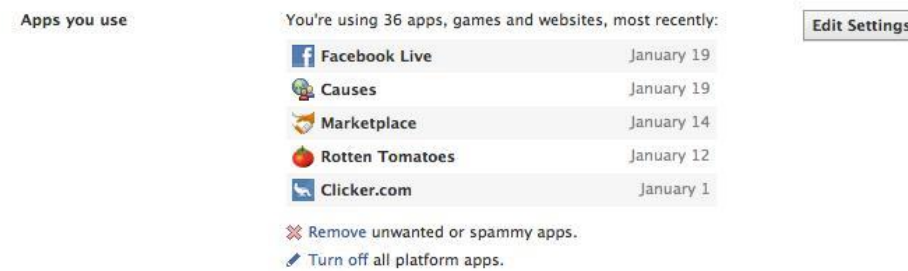 Apps you use
You're using 36 apps, games and websites, most recently:
Edit Settings
Facebook Live January 19
Causes January 19
Marketplace January 14
Rotten Tomatoes January 12
Clicker.com January 1
Remove unwanted or spammy apps.
Turn off all platform apps.